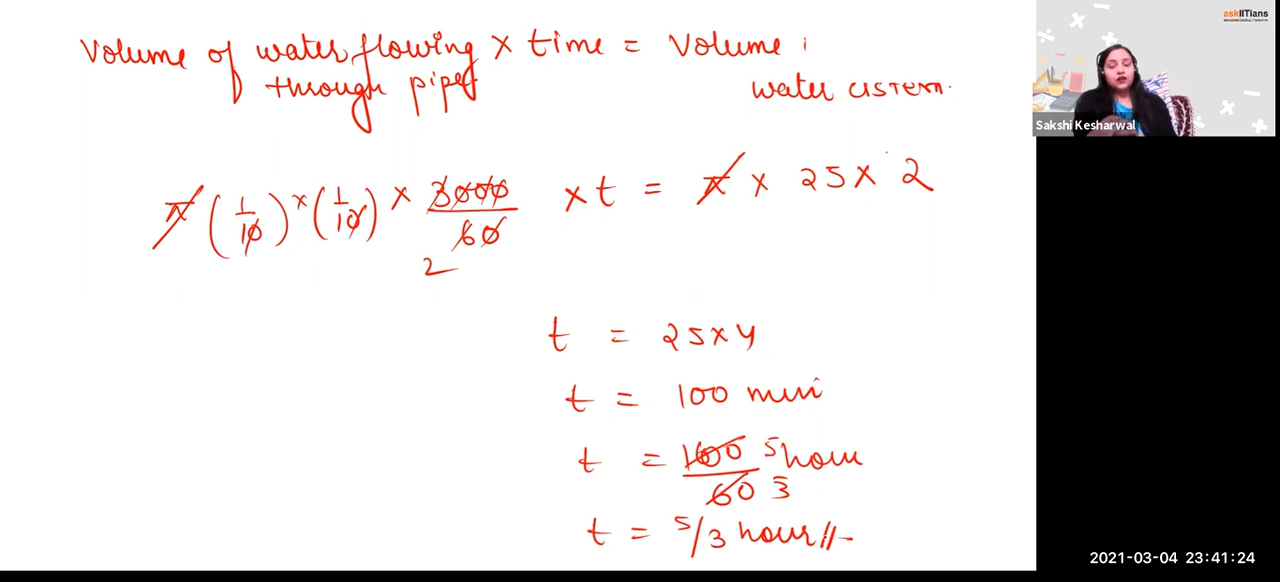 Volume of water flowing × time = Volume i
through pipe water cistern.
π (1/10) × (1/10) × 3000/60 × t = π × 25 × 2
2
t = 25 × 4
t = 100 min
t = 100/60 5/3 hour
t = 5/3 hour //-
askIITians
Sakshi Kesharwal
2021-03-04 23:41:24